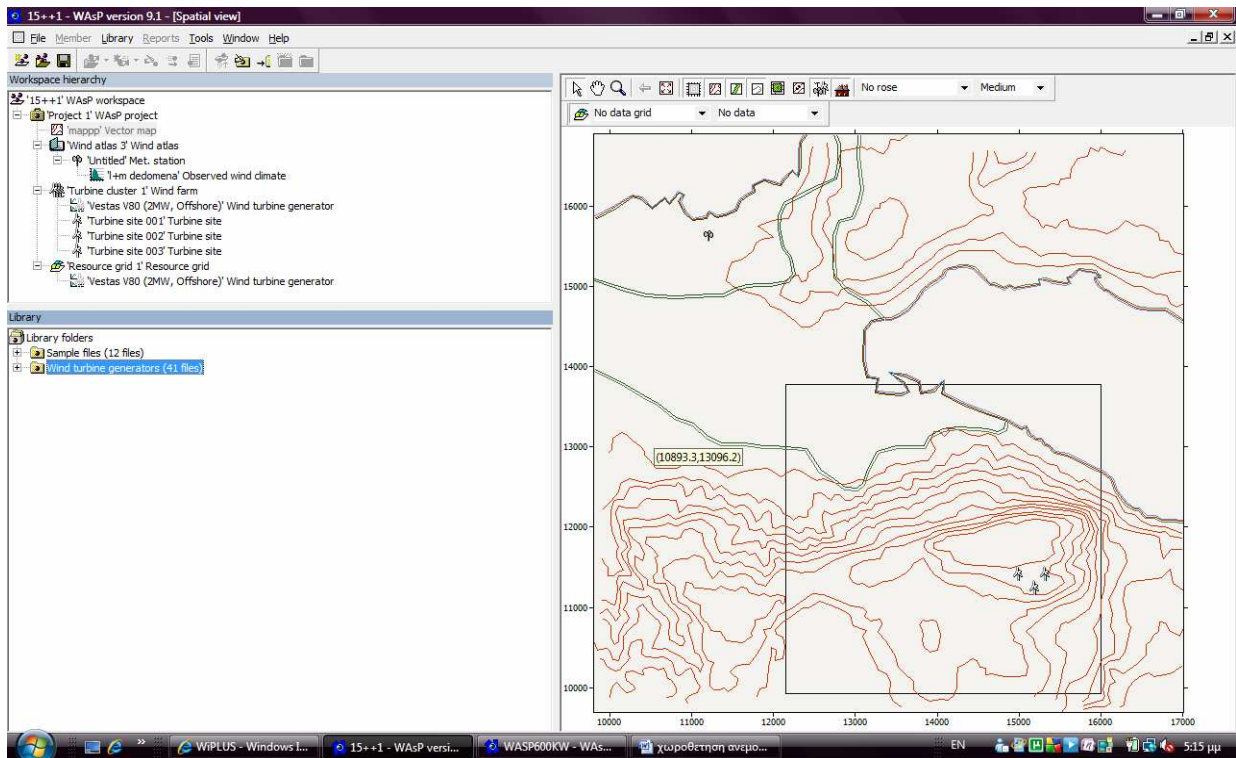 15++1 - WAsP version 9.1 - [Spatial view]
File Member Library Reports Tools Window Help
Workspace hierarchy
'15++1' WAsP workspace
'Project 1' WAsP project
'mappp' Vector map
'Wind atlas 3' Wind atlas
'Untitled' Met. station
'1+m dedomena' Observed wind climate
'Turbine cluster 1' Wind farm
'Vestas V80 (2MW, Offshore)' Wind turbine generator
'Turbine site 001' Turbine site
'Turbine site 002' Turbine site
'Turbine site 003' Turbine site
'Resource grid 1' Resource grid
'Vestas V80 (2MW, Offshore)' Wind turbine generator
Library
Library folders
Sample files (12 files)
Wind turbine generators (41 files)
No rose Medium
No data grid No data
16000
15000
14000
13000
(10893.3,13096.2)
12000
11000
10000
10000 11000 12000 13000 14000 15000 16000 17000
WiPLUS - Windows I... 15++1 - WAsP versi... WASP600KW - WAs... χωροθετηση ανεμο... EN 5:15 μμ